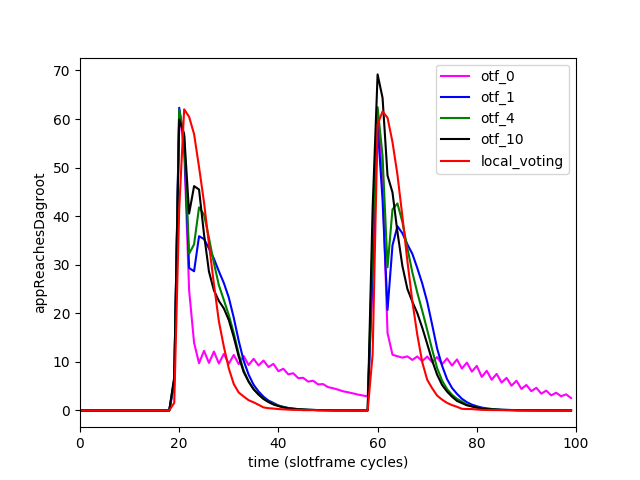 70
60
50
40
30
20
10
0
appReachesDagroot
otf_0
otf_1
otf_4
otf_10
local_voting
0 20 40 60 80 100
time (slotframe cycles)